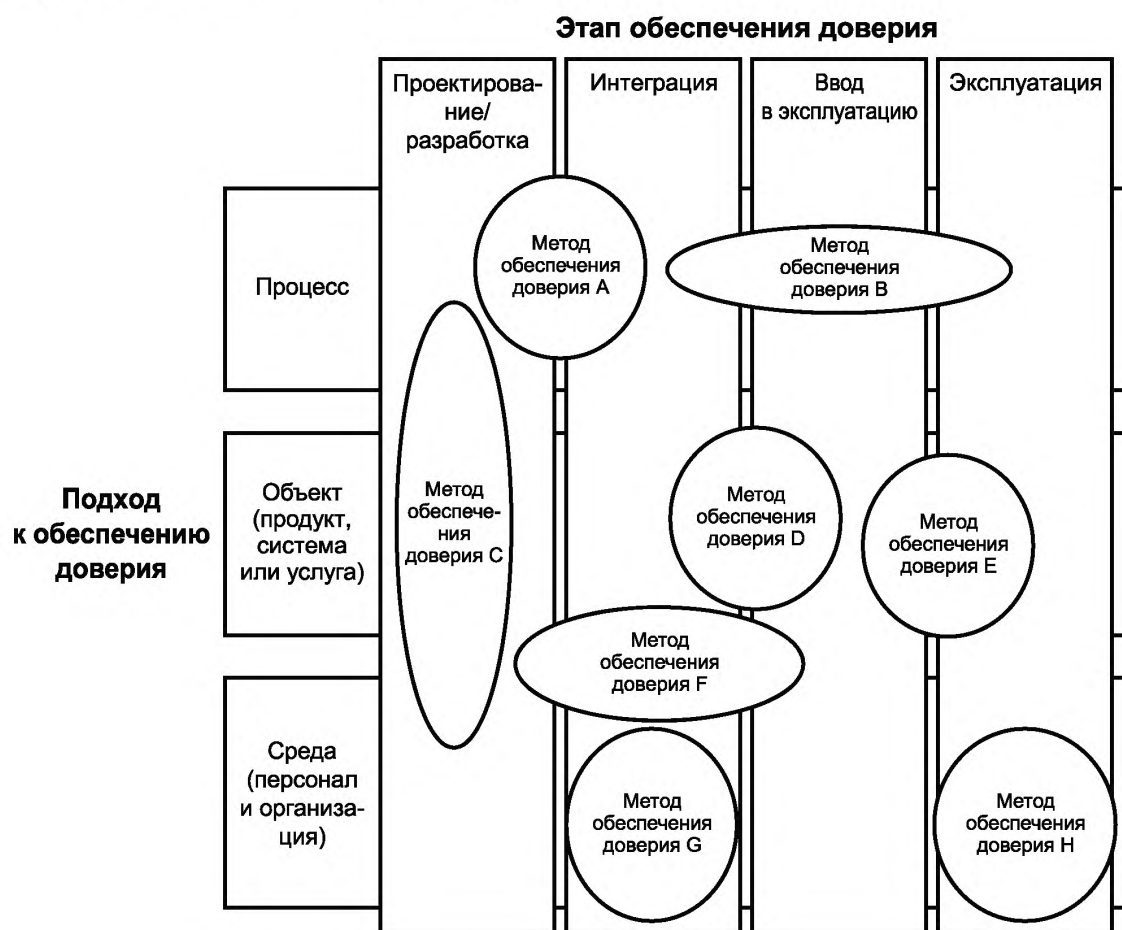 Этап обеспечения доверия
Проектирова-
ние/
разработка
Интеграция
Ввод
в эксплуатацию
Эксплуатация
Подход
к обеспечению
доверия
Процесс
Метод
обеспечения
доверия A
Метод
обеспечения
доверия B
Объект
(продукт,
система
или услуга)
Метод
обеспече-
ния
доверия C
Метод
обеспечения
доверия D
Метод
обеспечения
доверия E
Метод
обеспечения
доверия F
Среда
(персонал
и организа-
ция)
Метод
обеспечения
доверия G
Метод
обеспечения
доверия H